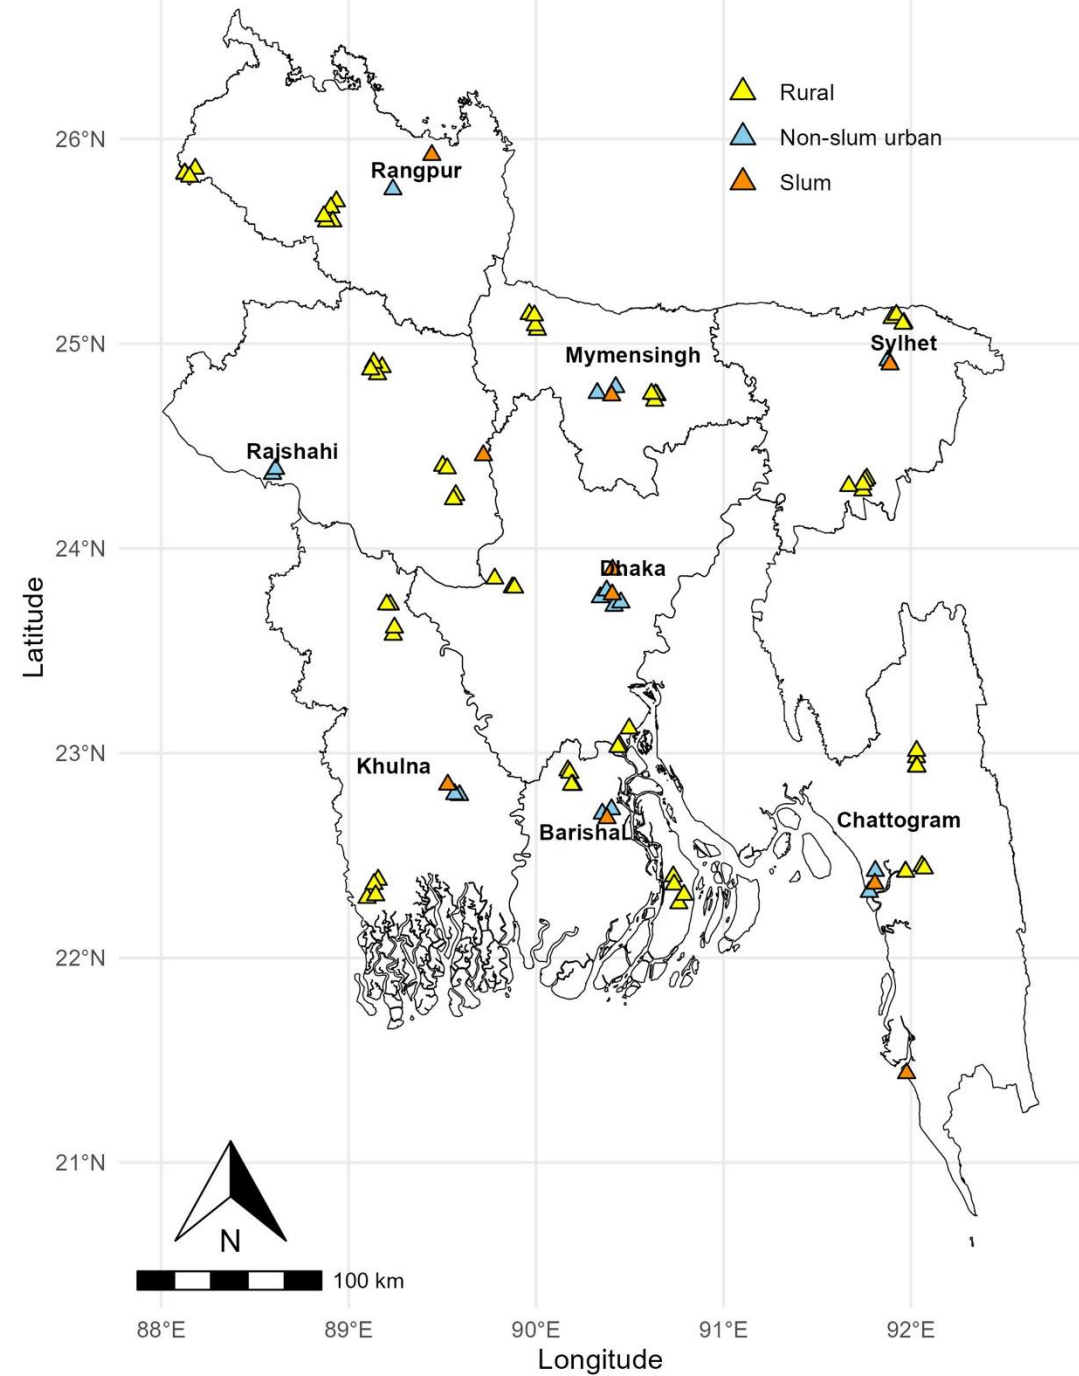 Rural
Non-slum urban
Slum
26°N
Rangpur
25°N
Sylhet
Mymensingh
Rajshahi
24°N
Dhaka
Latitude
23°N
Khulna
Chattogram
Barishal
22°N
21°N
N
100 km
88°E 89°E 90°E 91°E 92°E
Longitude